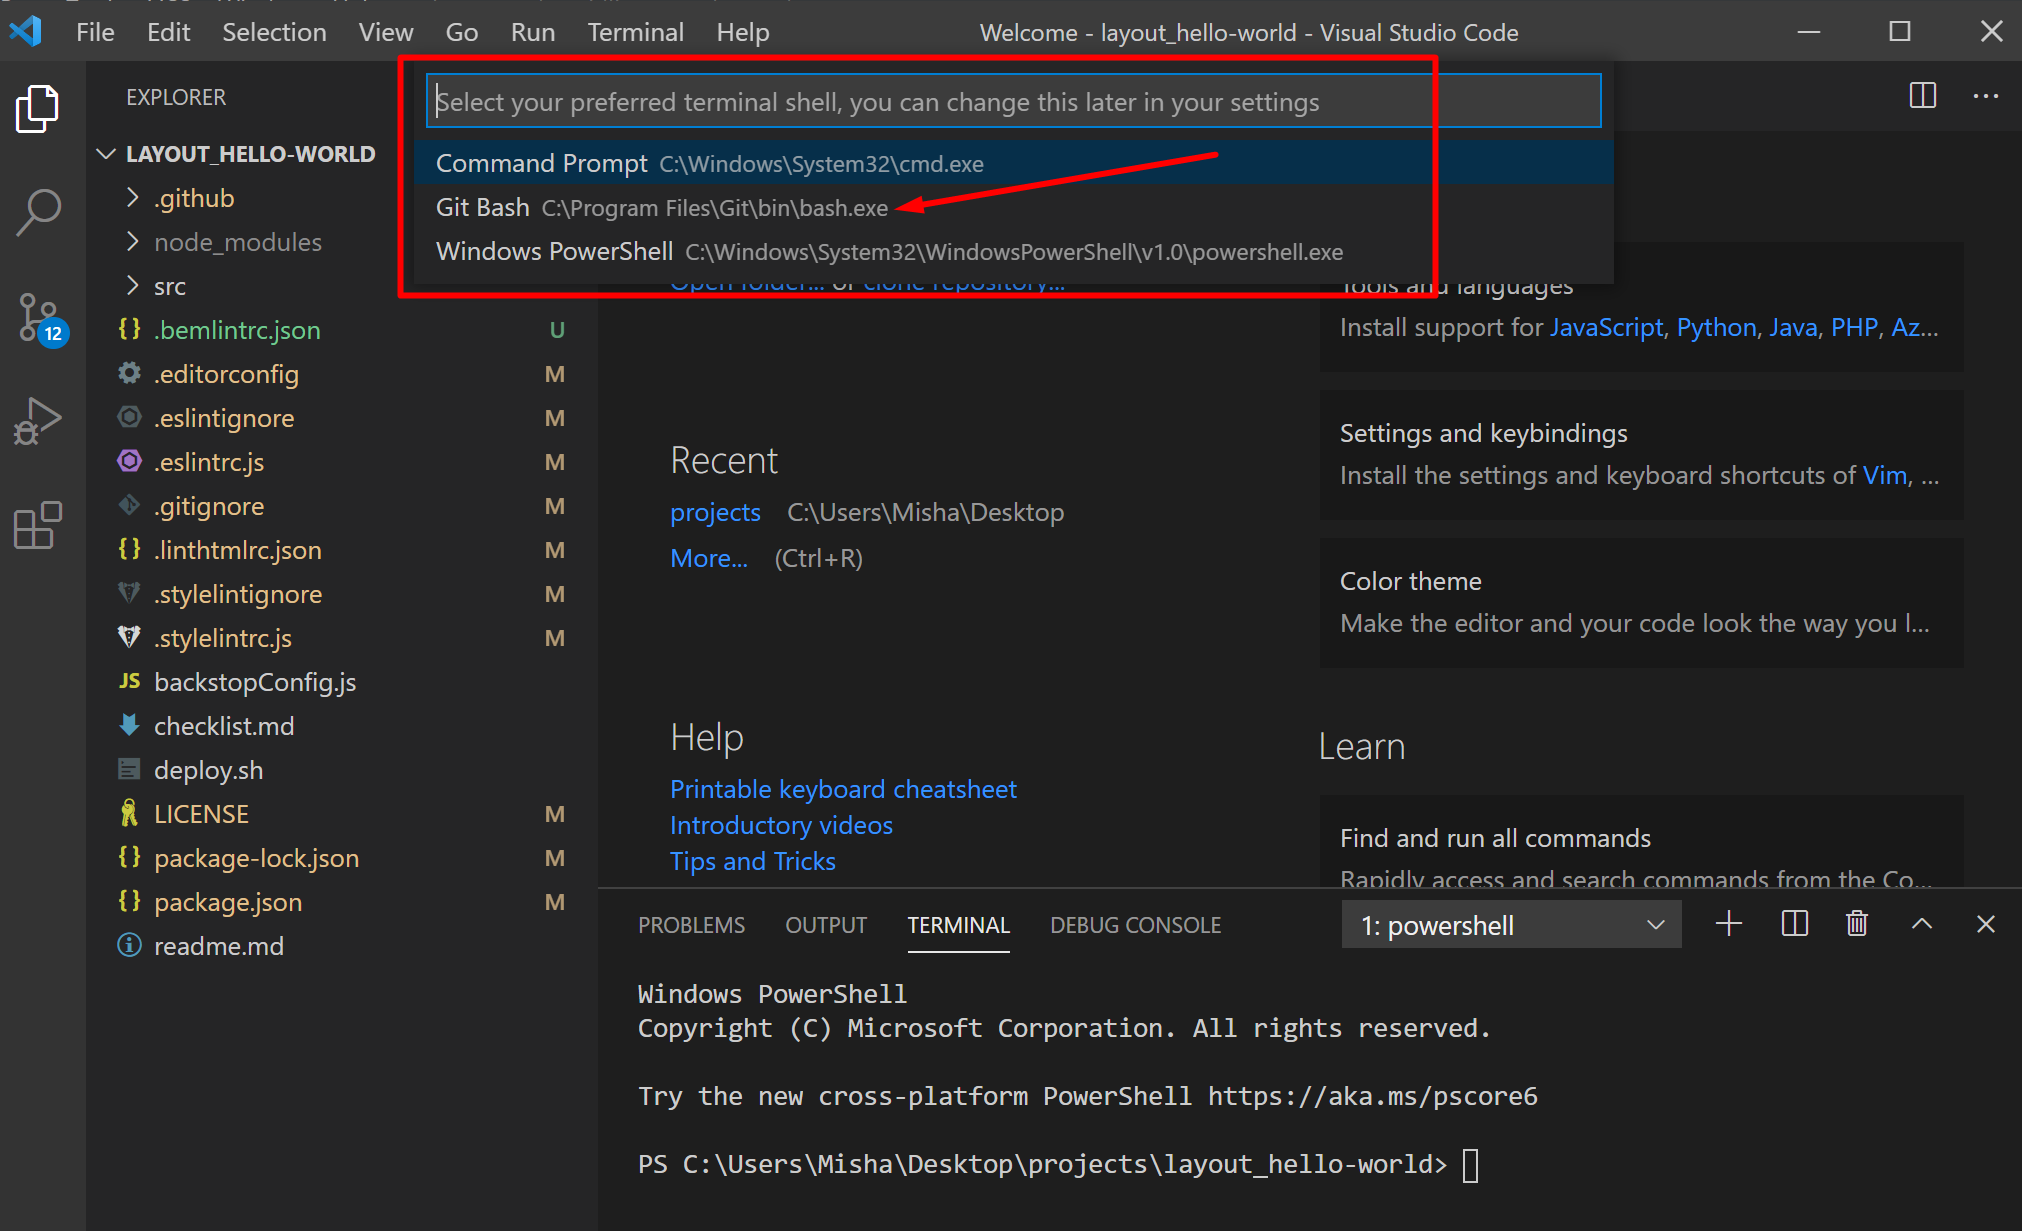 File Edit Selection View Go Run Terminal Help Welcome - layout_hello-world - Visual Studio Code
EXPLORER
LAYOUT_HELLO-WORLD
.github
node_modules
src
.bemlintrc.json U
.editorconfig M
.eslintignore M
.eslintrc.js M
.gitignore M
.linthtmlrc.json M
.stylelintignore M
.stylelintrc.js M
backstopConfig.js
checklist.md
deploy.sh
LICENSE M
package-lock.json M
package.json M
readme.md
12
Select your preferred terminal shell, you can change this later in your settings
Command Prompt C:\Windows\System32\cmd.exe
Git Bash C:\Program Files\Git\bin\bash.exe
Windows PowerShell C:\Windows\System32\WindowsPowerShell\v1.0\powershell.exe
Open folder... or clone repository...
Recent
projects C:\Users\Misha\Desktop
More... (Ctrl+R)
Help
Printable keyboard cheatsheet
Introductory videos
Tips and Tricks
Tools and languages
Install support for JavaScript, Python, Java, PHP, Az...
Settings and keybindings
Install the settings and keyboard shortcuts of Vim, ...
Color theme
Make the editor and your code look the way you l...
Learn
Find and run all commands
Rapidly access and search commands from the Co...
PROBLEMS OUTPUT TERMINAL DEBUG CONSOLE 1: powershell
Windows PowerShell
Copyright (C) Microsoft Corporation. All rights reserved.
Try the new cross-platform PowerShell https://aka.ms/pscore6
PS C:\Users\Misha\Desktop\projects\layout_hello-world>